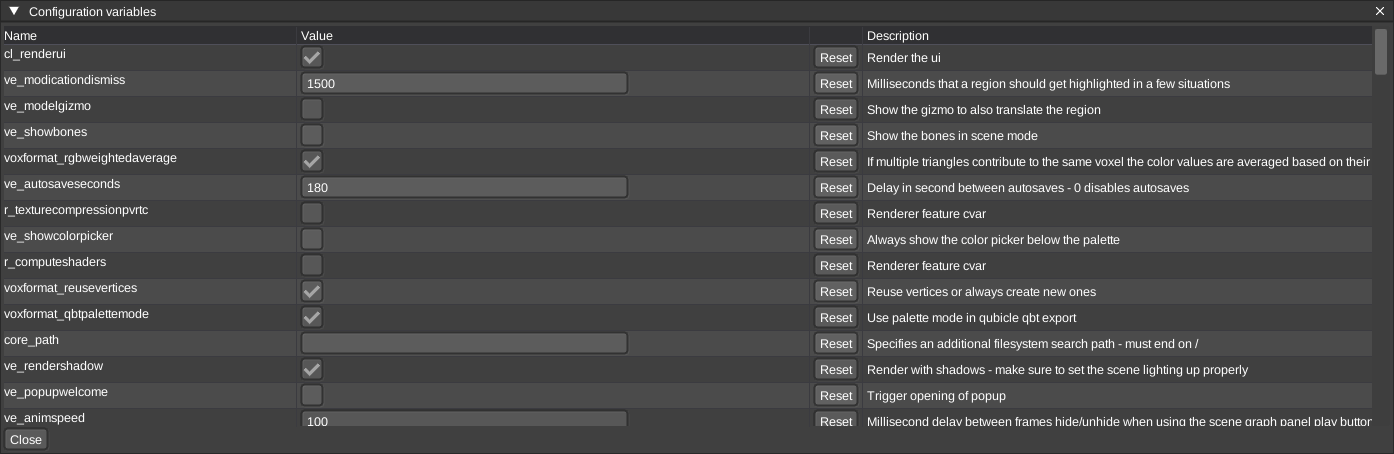 Configuration variables
Name Value Description
cl_renderui Reset Render the ui
ve_modicationdismiss 1500 Reset Milliseconds that a region should get highlighted in a few situations
ve_modelgizmo Reset Show the gizmo to also translate the region
ve_showbones Reset Show the bones in scene mode
voxformat_rgbweightedaverage Reset If multiple triangles contribute to the same voxel the color values are averaged based on their
ve_autosaveseconds 180 Reset Delay in second between autosaves - 0 disables autosaves
r_texturecompressionpvrtc Reset Renderer feature cvar
ve_showcolorpicker Reset Always show the color picker below the palette
r_computeshaders Reset Renderer feature cvar
voxformat_reusevertices Reset Reuse vertices or always create new ones
voxformat_qbtpalettemode Reset Use palette mode in qubicle qbt export
core_path Reset Specifies an additional filesystem search path - must end on /
ve_rendershadow Reset Render with shadows - make sure to set the scene lighting up properly
ve_popupwelcome Reset Trigger opening of popup
ve_animspeed 100 Reset Millisecond delay between frames hide/unhide when using the scene graph panel play button
Close